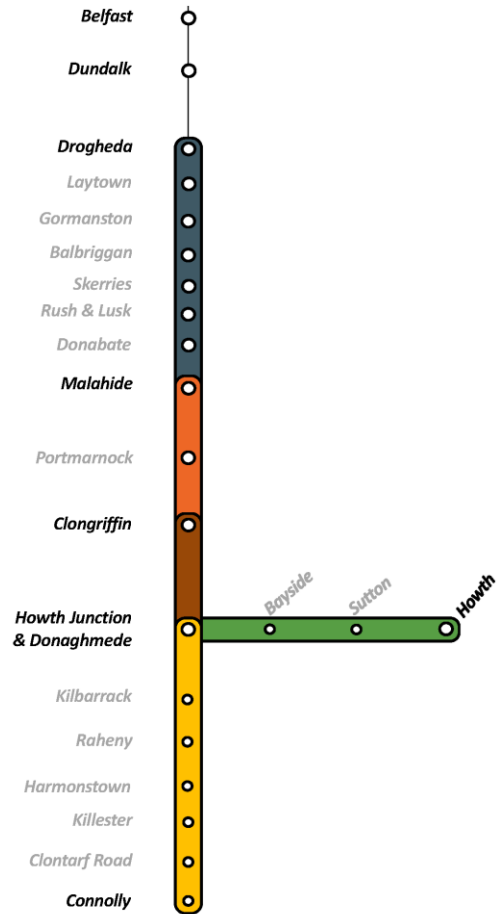 Belfast
Dundalk
Drogheda
Laytown
Gormanston
Balbriggan
Skerries
Rush & Lusk
Donabate
Malahide
Portmarnock
Clongriffin
Howth Junction
& Donaghmede
Bayside
Sutton
Howth
Kilbarrack
Raheny
Harmonstown
Killester
Clontarf Road
Connolly